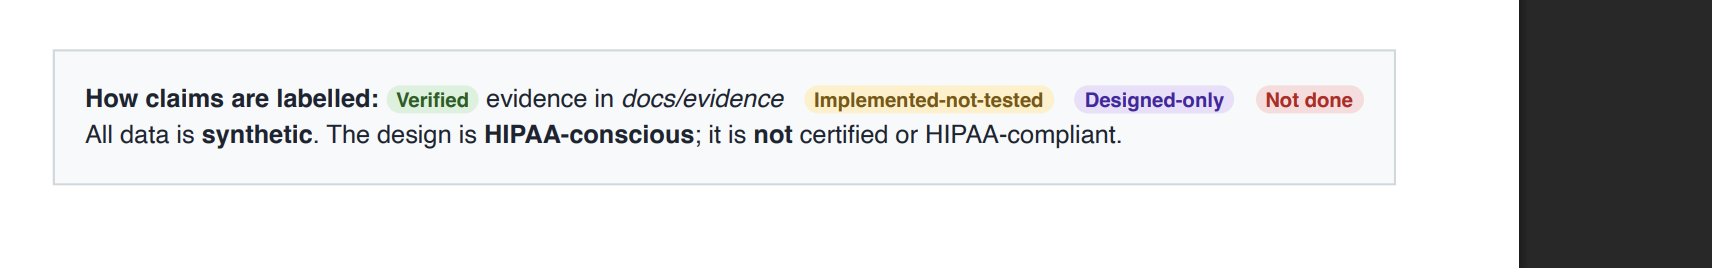 How claims are labelled: Verified evidence in docs/evidence Implemented-not-tested Designed-only Not done
All data is synthetic. The design is HIPAA-conscious; it is not certified or HIPAA-compliant.